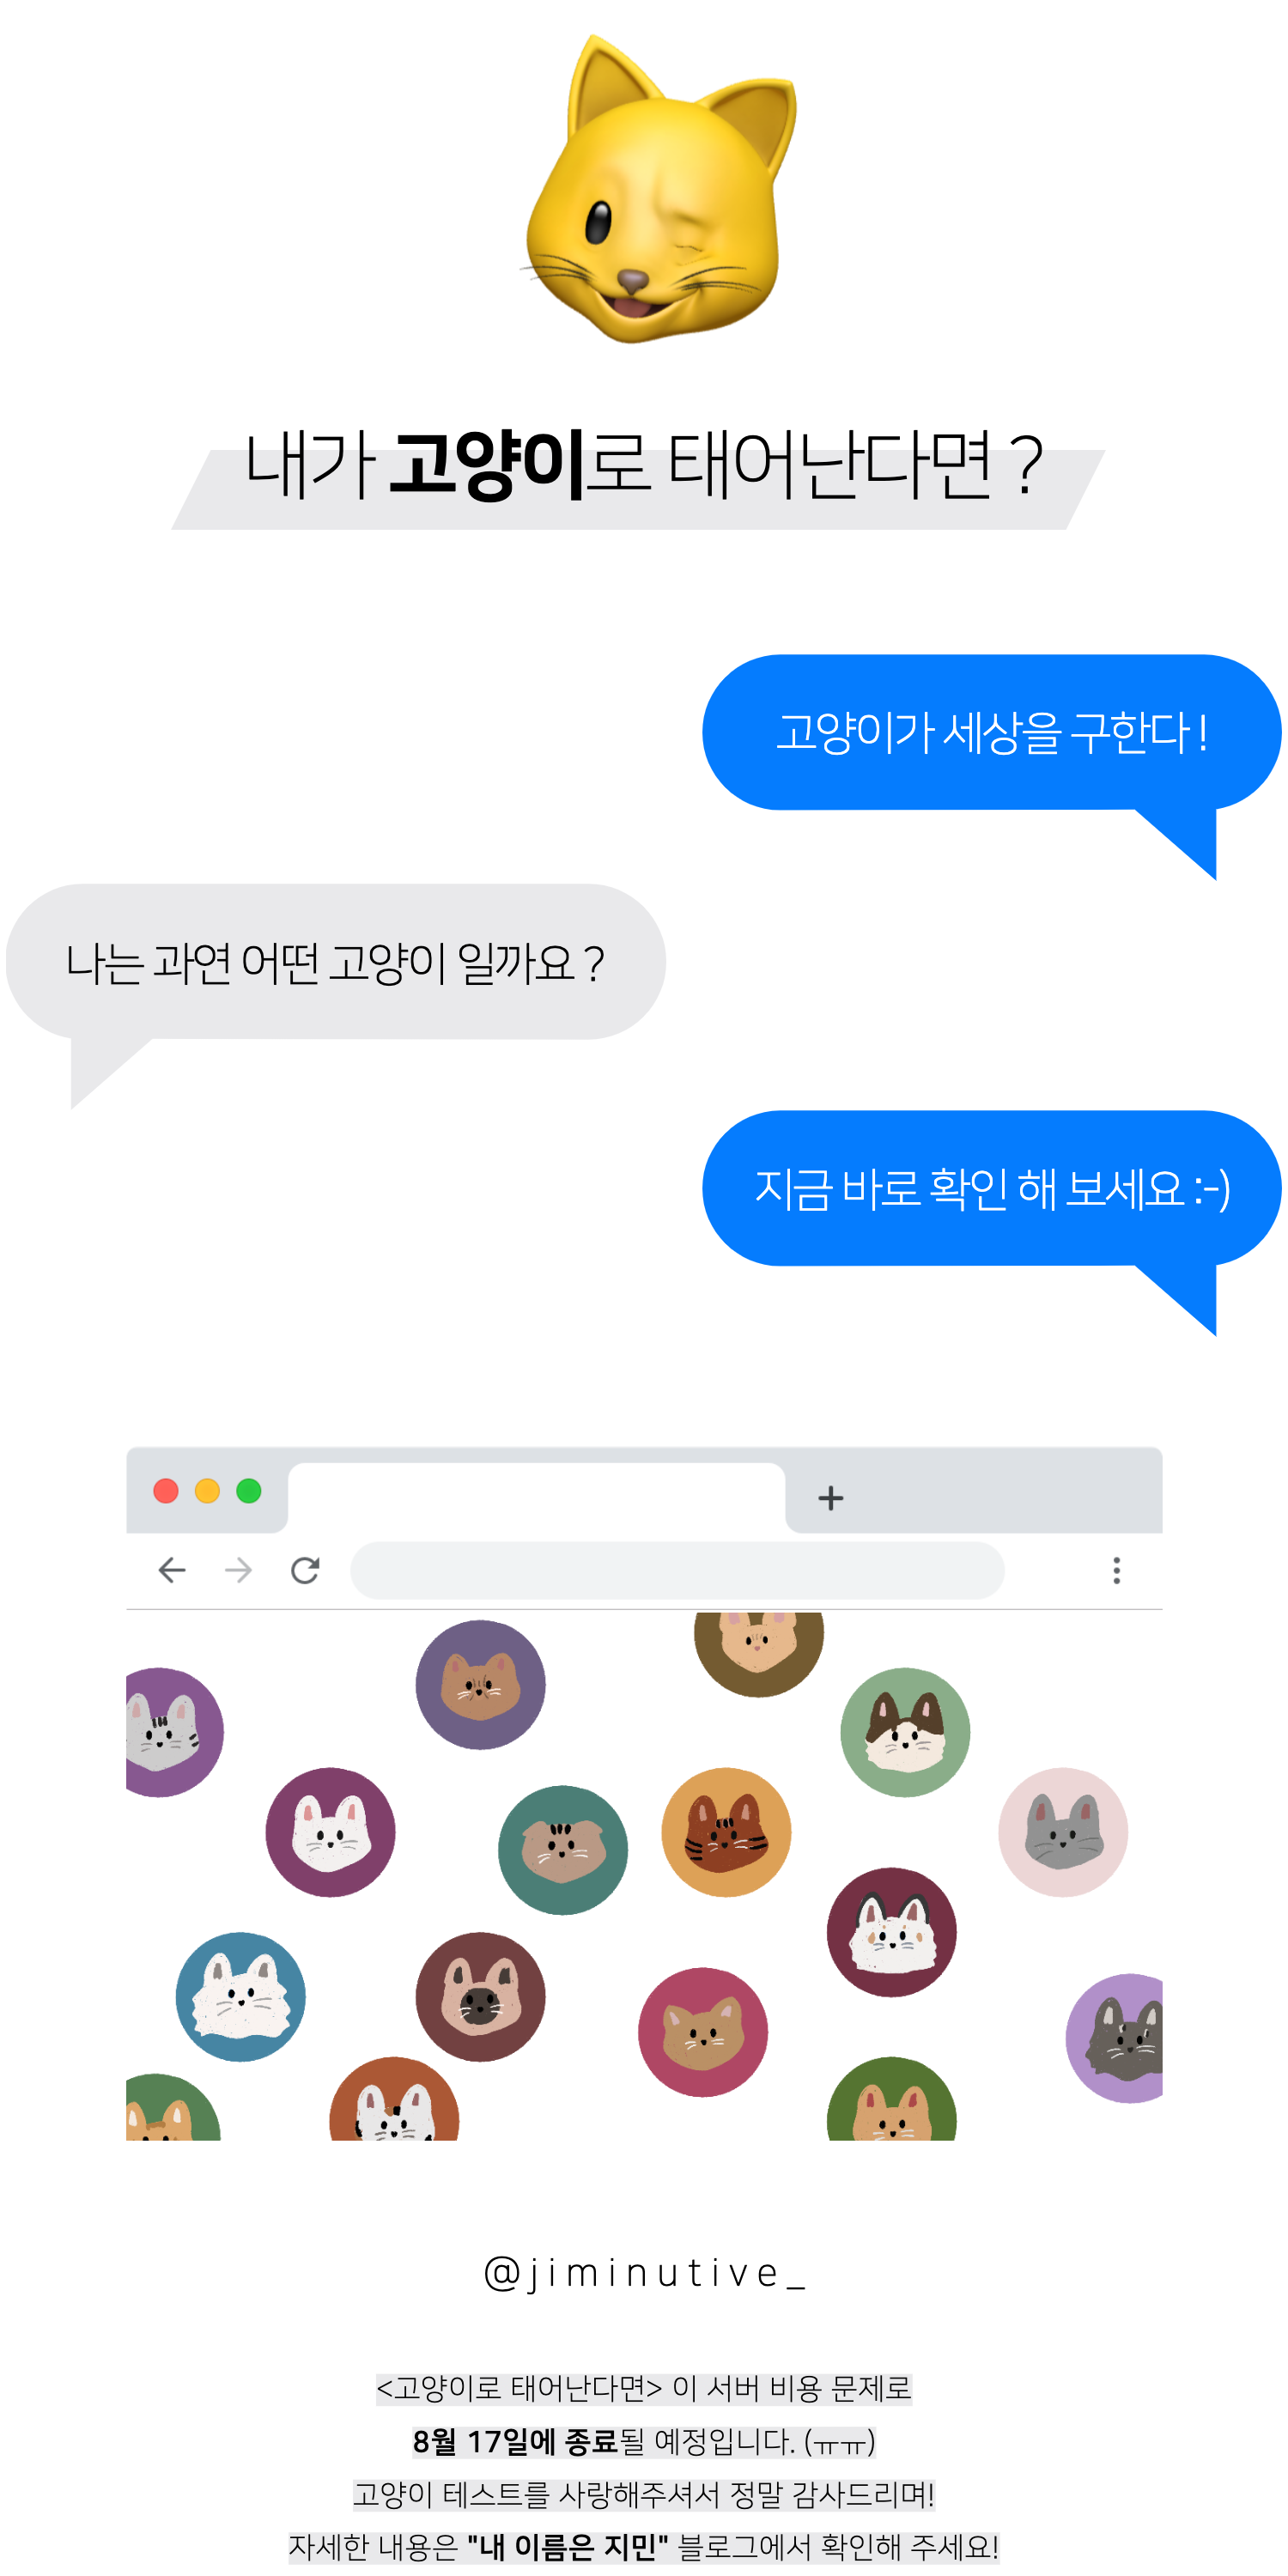 내가 고양이로 태어난다면 ?
고양이가 세상을 구한다 !
나는 과연 어떤 고양이 일까요 ?
지금 바로 확인 해 보세요 :-)
@jiminutive_
<고양이로 태어난다면> 이 서버 비용 문제로
8월 17일에 종료될 예정입니다. (ㅠㅠ)
고양이 테스트를 사랑해주셔서 정말 감사드리며!
자세한 내용은 "내 이름은 지민" 블로그에서 확인해 주세요!